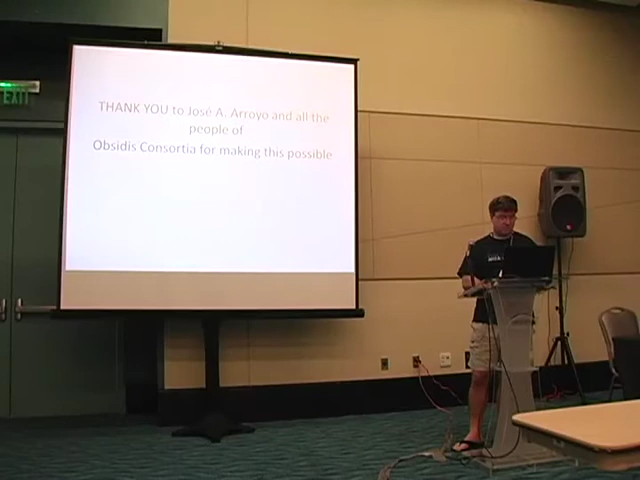 EXIT
THANK YOU to José A. Arroyo and all the
people of
Obsidis Consortia for making this possible